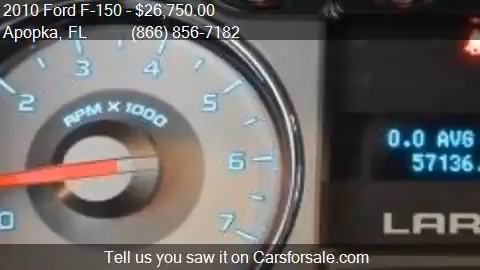 2010 Ford F-150 - $26,750.00
Apopka, FL (866) 856-7182
2 3 4 5
RPM X 1000
6
0 7
0.0 AVG
57136.
LAR
Tell us you saw it on Carsforsale.com